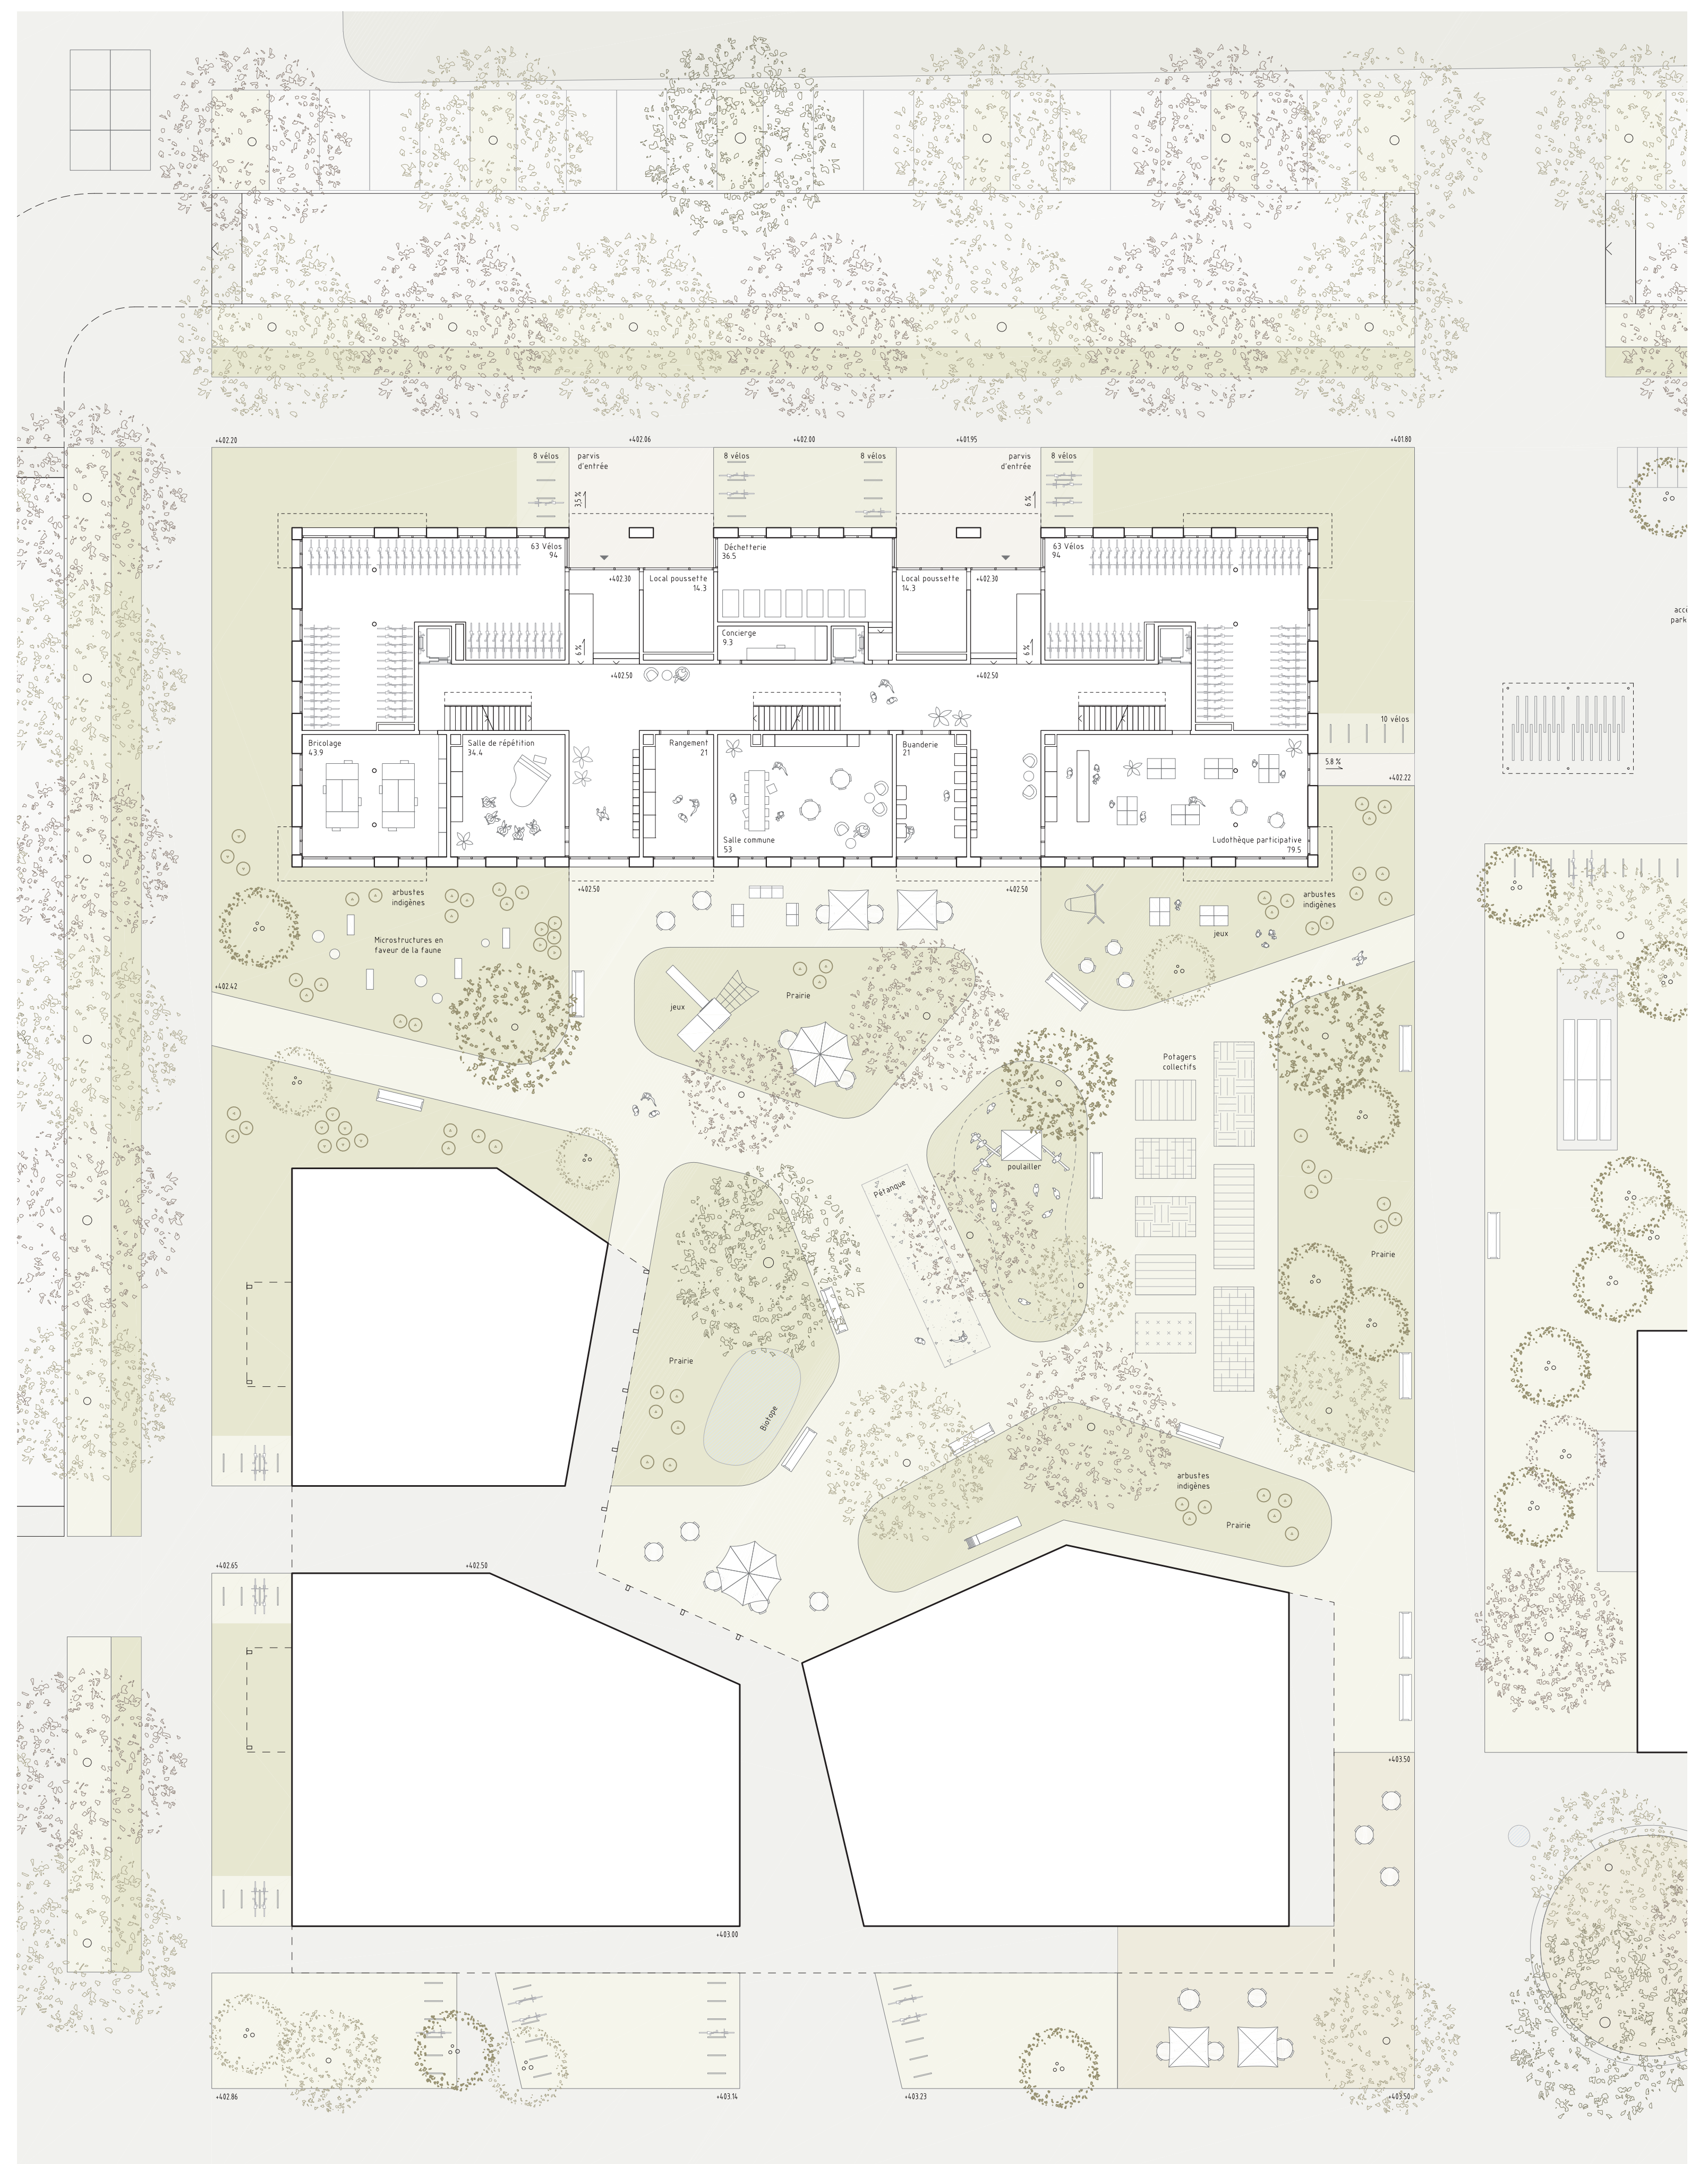 +402.20
+402.06
+402.00
+401.95
+401.80
8 vélos
parvis
d'entrée
8 vélos
8 vélos
parvis
d'entrée
8 vélos
3.5 %
6 %
63 Vélos
94
Déchetterie
36.5
63 Vélos
94
+402.30
Local poussette
14.3
Local poussette
14.3
+402.30
Concierge
9.3
6 %
6 %
+402.50
+402.50
10 vélos
5.8 %
+402.22
Bricolage
43.9
Salle de répétition
34.4
Rangement
21
Salle commune
53
Buanderie
21
Ludothèque participative
79.5
+402.50
+402.50
arbustes
indigènes
Microstructures en
faveur de la faune
+402.42
jeux
Prairie
jeux
arbustes
indigènes
Potagers
collectifs
poulailler
Pétanque
Prairie
Prairie
Biotope
arbustes
indigènes
Prairie
+402.65
+402.50
+403.50
+403.00
+402.86
+403.14
+403.23
+403.50